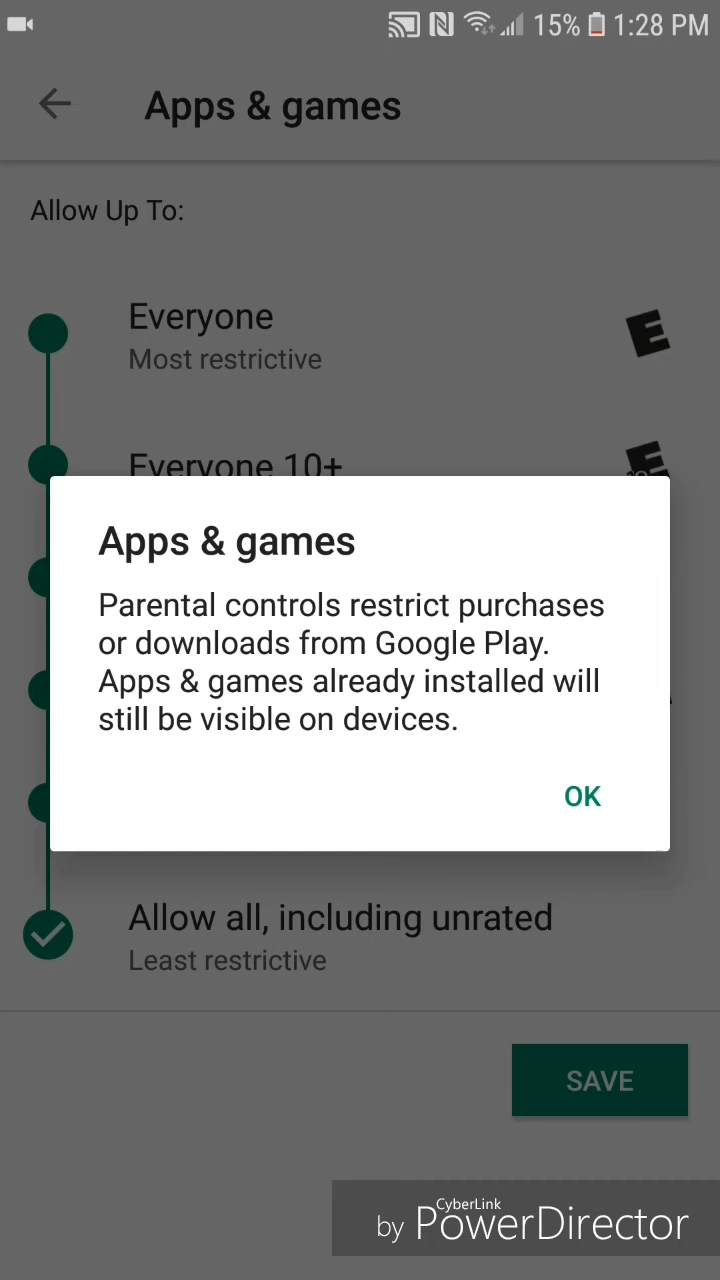 15% 1:28 PM
Apps & games
Allow Up To:
Everyone
Most restrictive
E
Everyone 10+
E
Apps & games
Parental controls restrict purchases
or downloads from Google Play.
Apps & games already installed will
still be visible on devices.
OK
Allow all, including unrated
Least restrictive
SAVE
by CyberLink PowerDirector